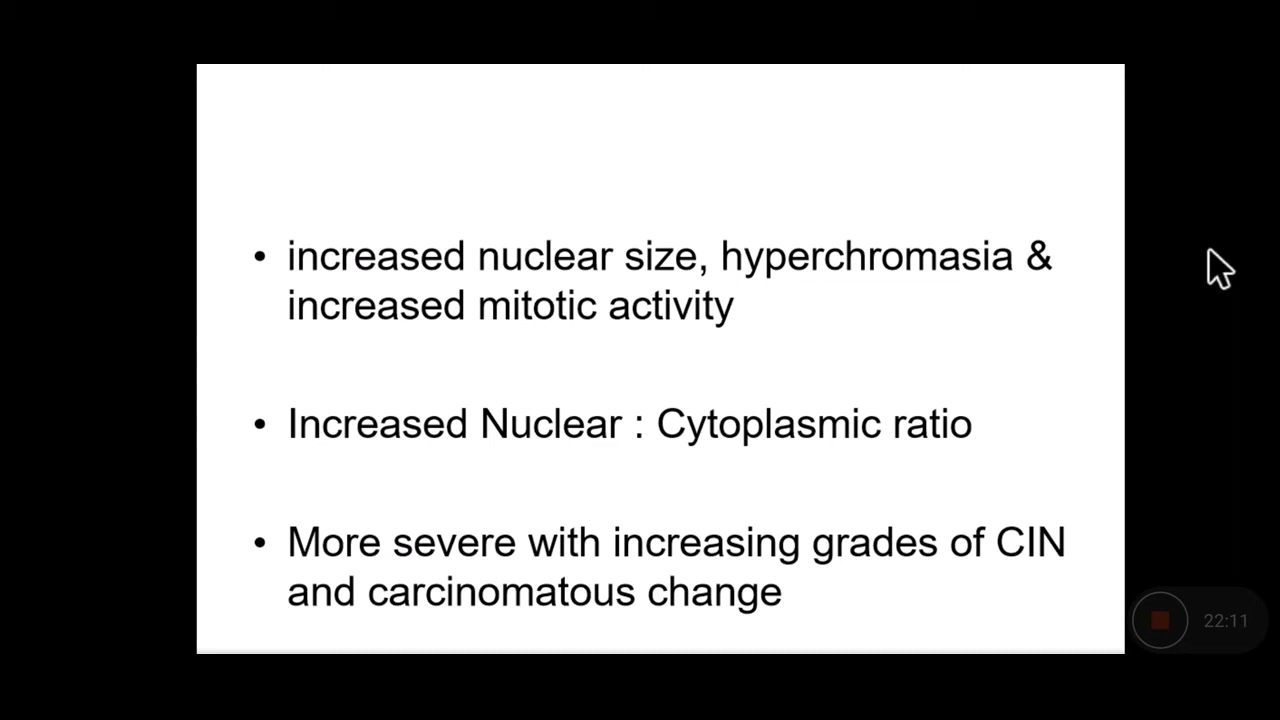 • increased nuclear size, hyperchromasia &
increased mitotic activity
• Increased Nuclear : Cytoplasmic ratio
• More severe with increasing grades of CIN
and carcinomatous change
22:11